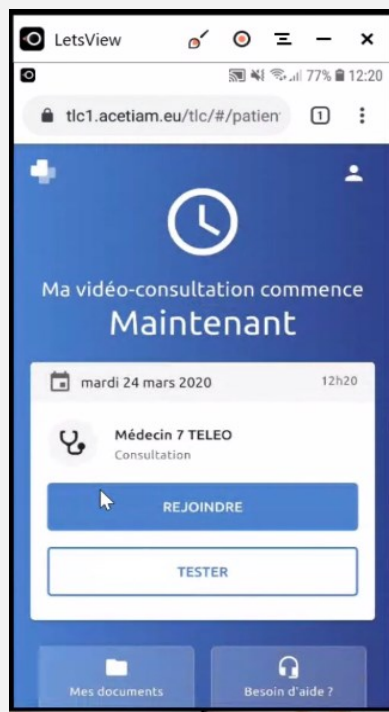 LetsView
77% 12:20
tlc1.acetiam.eu/tlc/#/patien
1
Ma vidéo-consultation commence
Maintenant
mardi 24 mars 2020 12h20
Médecin 7 TELEO
Consultation
REJOINDRE
TESTER
Mes documents Besoin d'aide ?